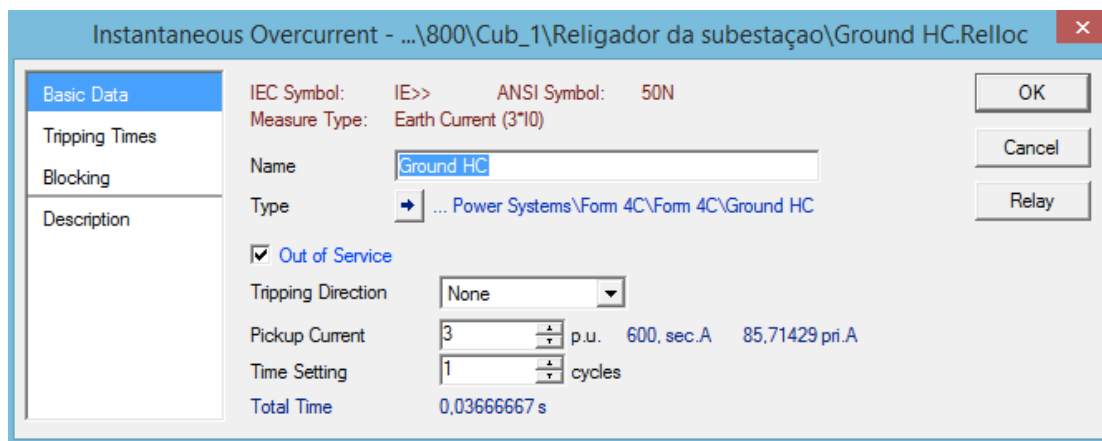 Instantaneous Overcurrent - ...\800\Cub_1\Religador da subestaçao\Ground HC.Relloc
Basic Data
Tripping Times
Blocking
Description
IEC Symbol: IE>> ANSI Symbol: 50N
Measure Type: Earth Current (3*I0)
Name Ground HC
Type ... Power Systems\Form 4C\Form 4C\Ground HC
Out of Service
Tripping Direction None
Pickup Current 3 p.u. 600, sec.A 85,71429 pri.A
Time Setting 1 cycles
Total Time 0,03666667 s
OK
Cancel
Relay